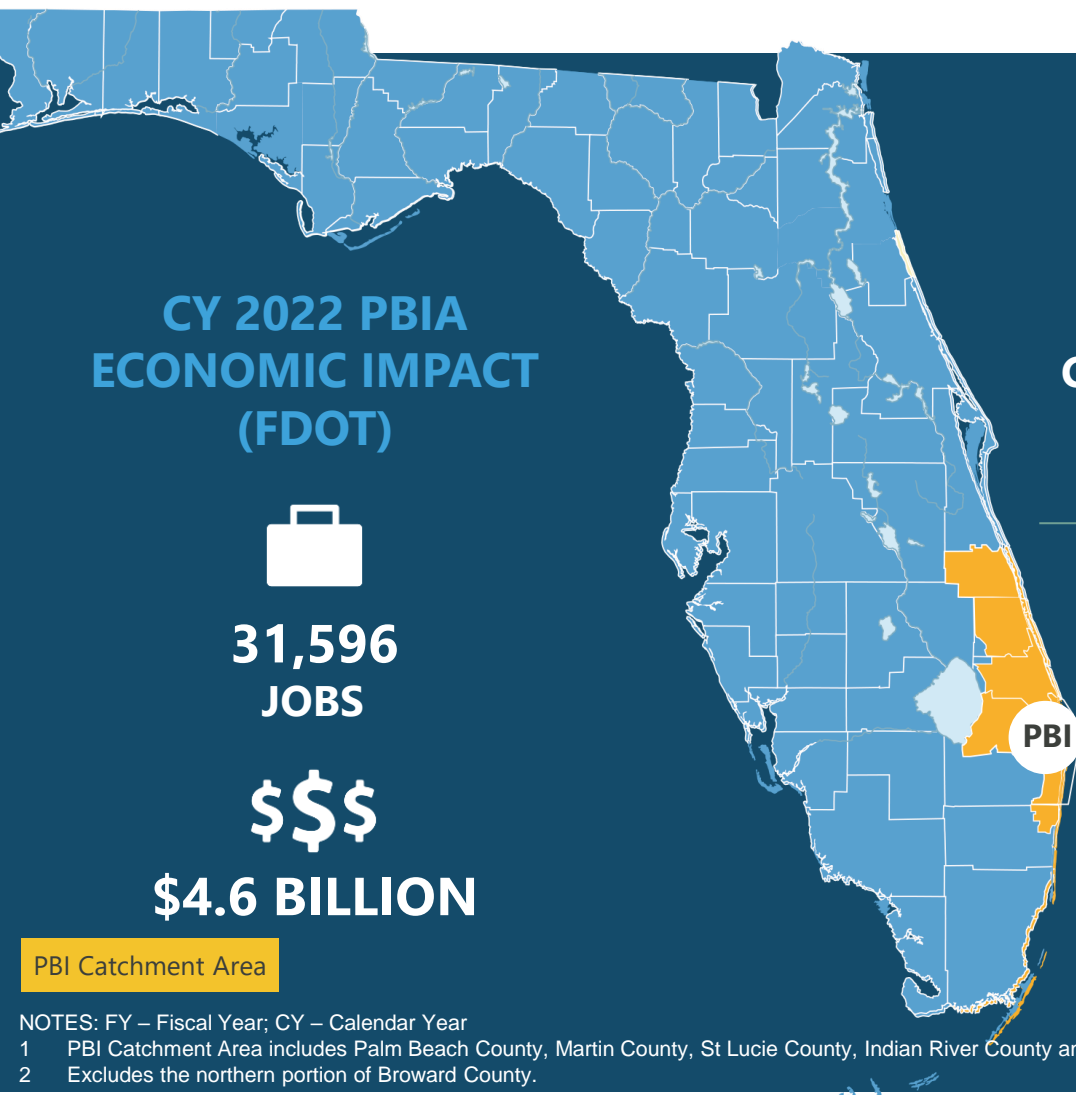 CY 2022 PBIA
ECONOMIC IMPACT
(FDOT)
31,596
JOBS
$$$
$4.6 BILLION
PBI
PBI Catchment Area
NOTES: FY – Fiscal Year; CY – Calendar Year
1 PBI Catchment Area includes Palm Beach County, Martin County, St Lucie County, Indian River County
2 Excludes the northern portion of Broward County.